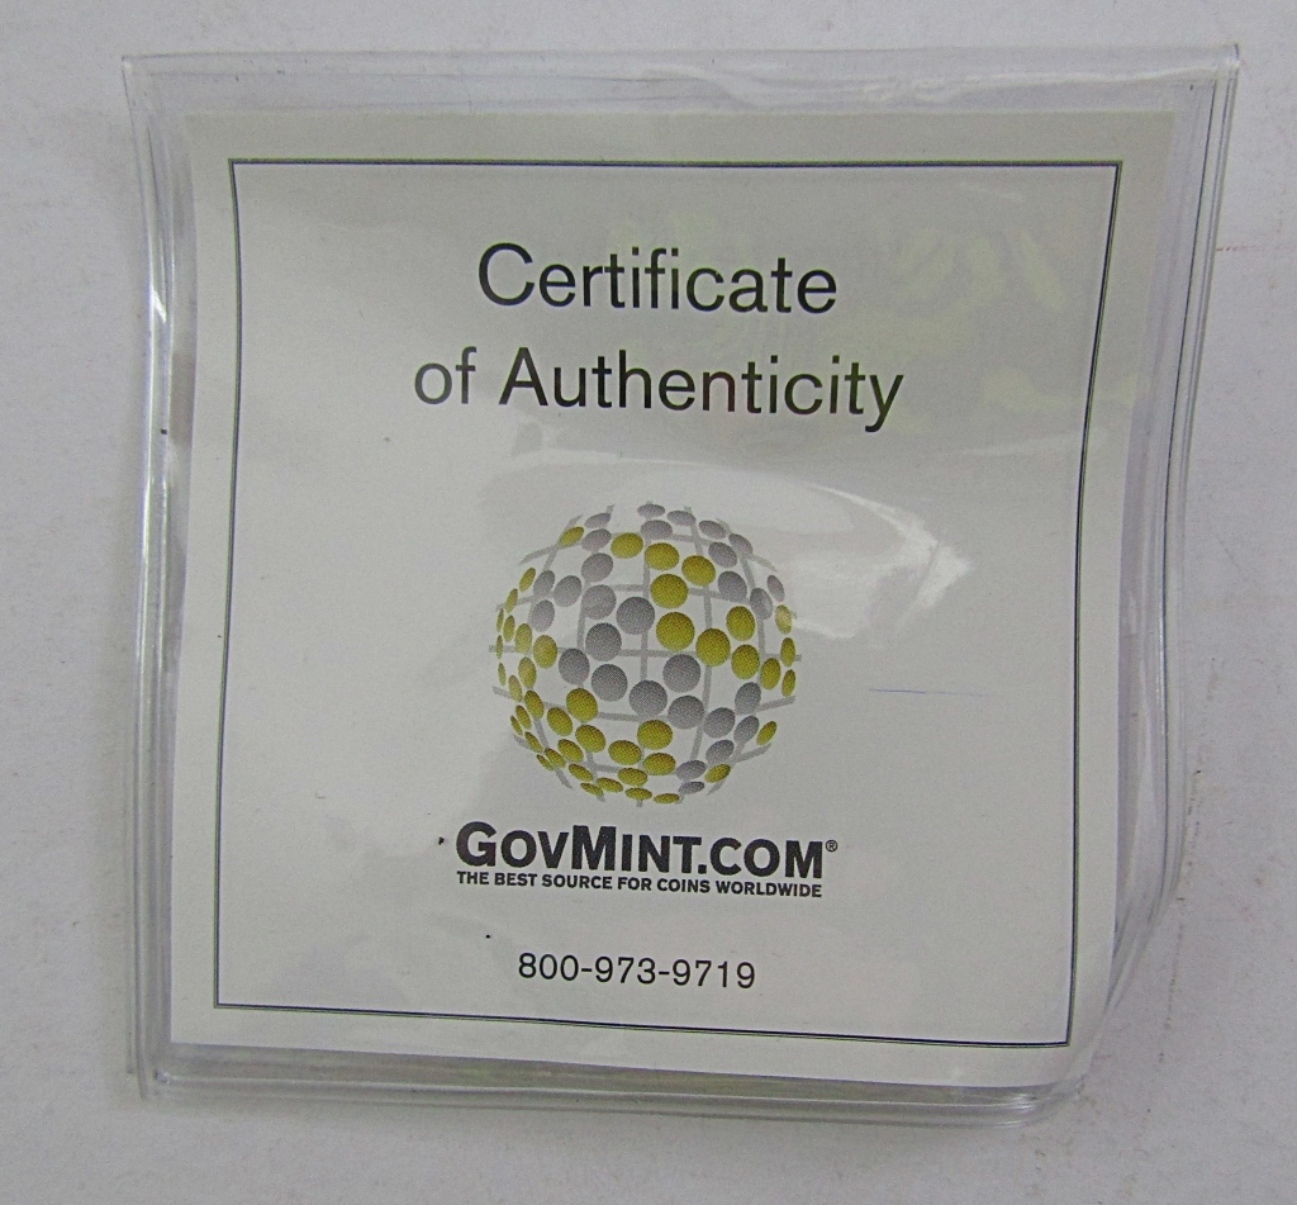 Certificate
of Authenticity
GOVMINT.COM®
THE BEST SOURCE FOR COINS WORLDWIDE
800-973-9719